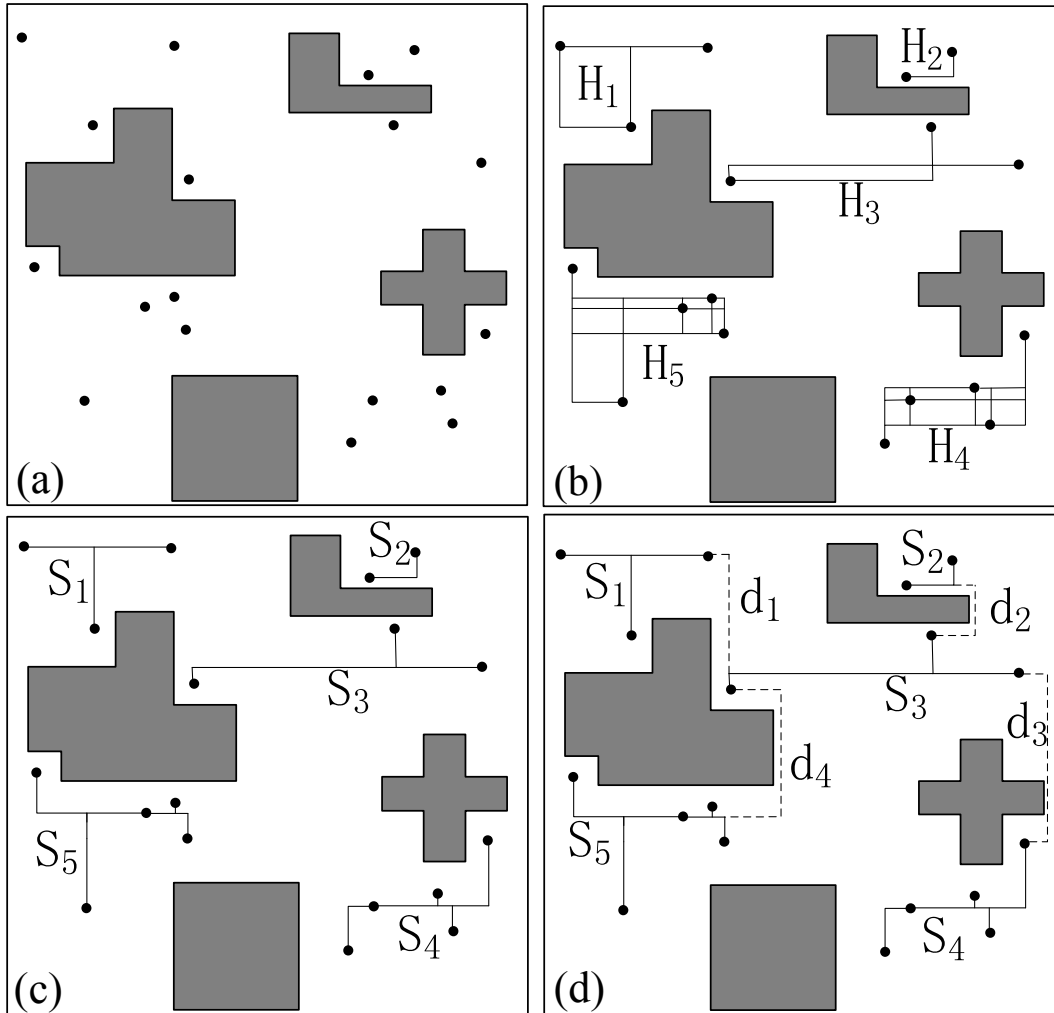 (a)
H₁
H₂
H₃
H₅
H₄
(b)
S₁
S₂
S₃
S₅
S₄
(c)
S₁
d₁
S₂
d₂
S₃
d₃
d₄
S₅
S₄
(d)